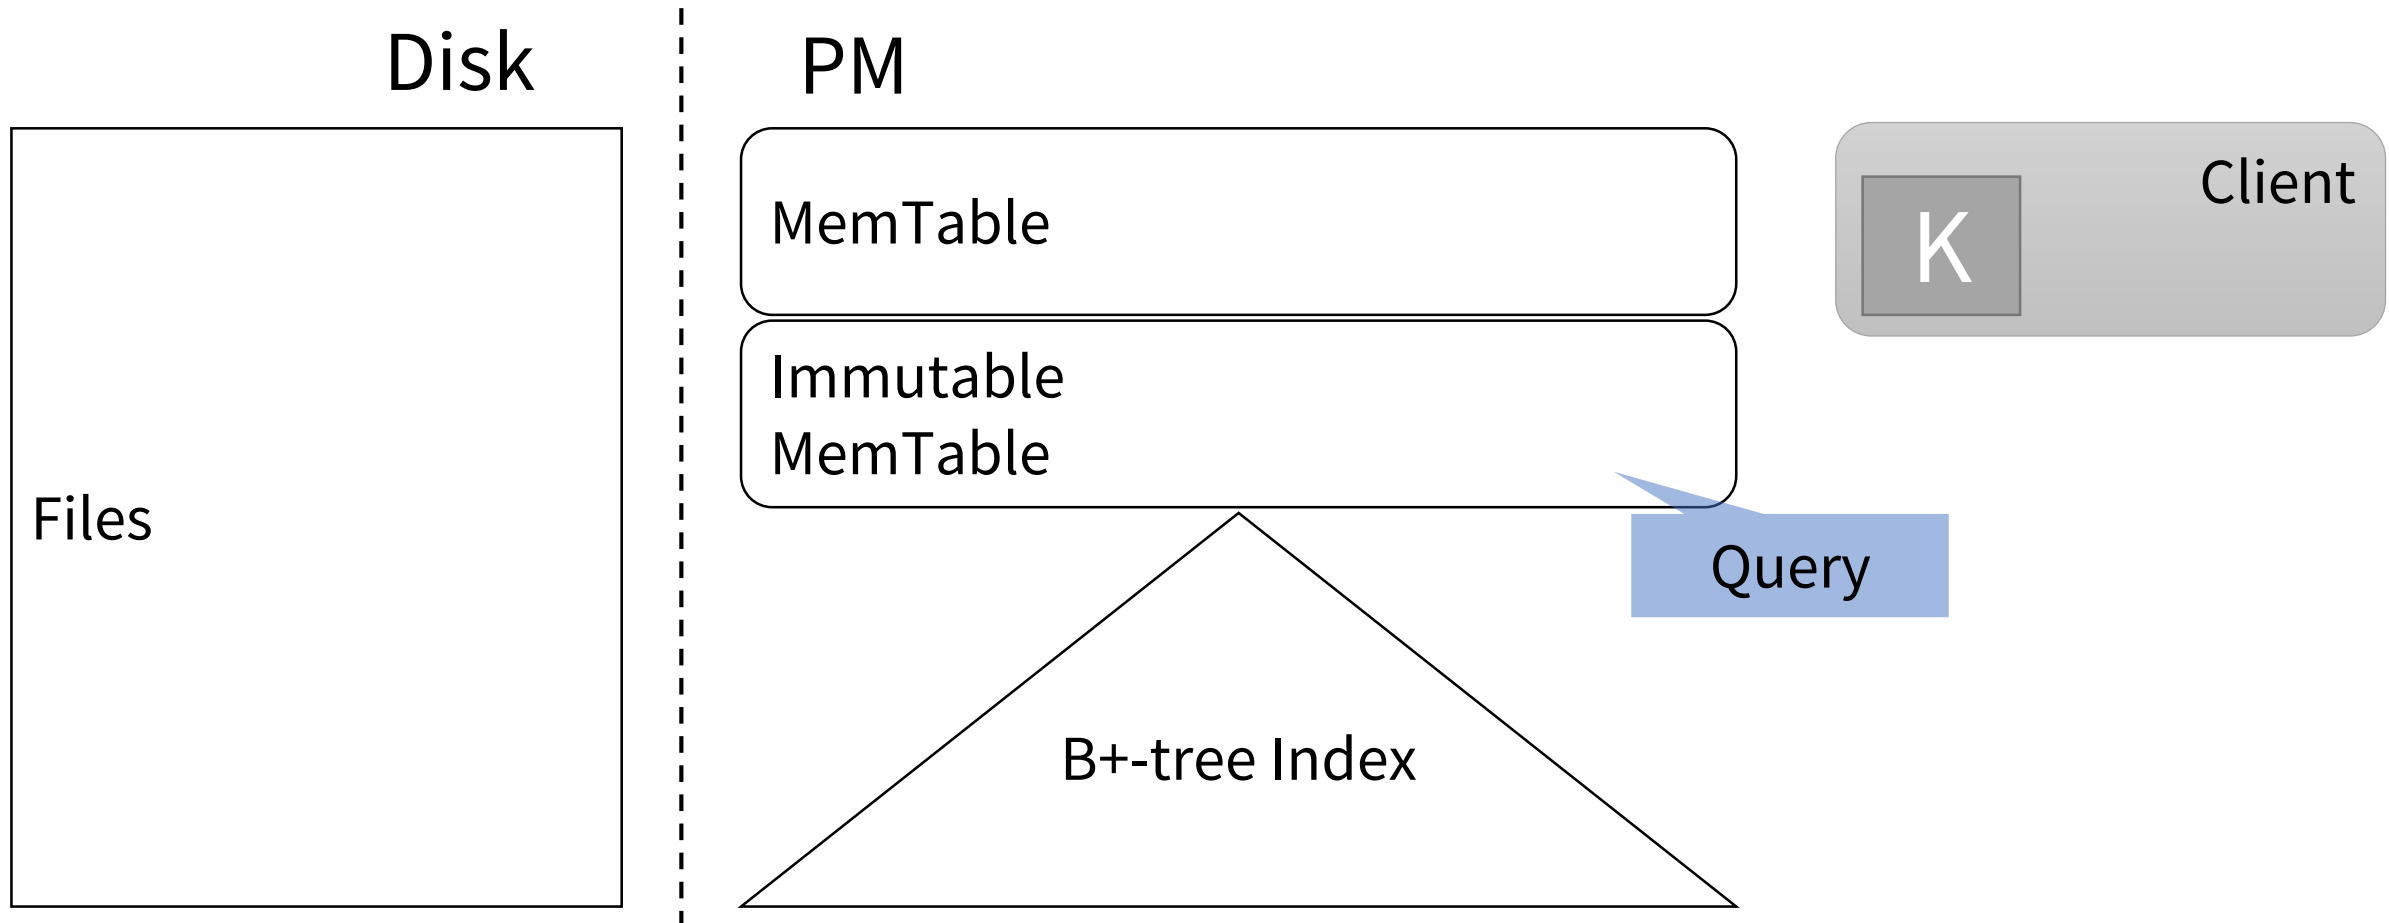 Disk
PM
MemTable
Client
K
Immutable
MemTable
Files
Query
B+-tree Index